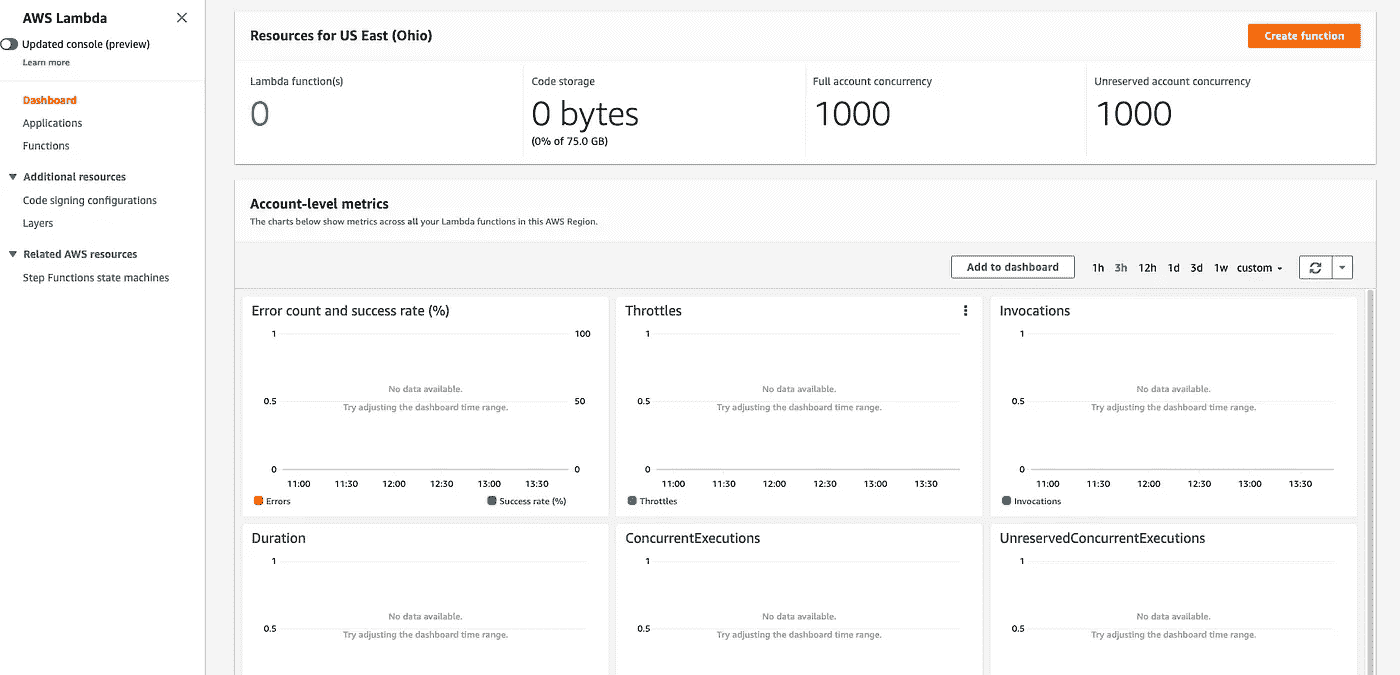 AWS Lambda
Updated console (preview)
Learn more
Dashboard
Applications
Functions
Additional resources
Code signing configurations
Layers
Related AWS resources
Step Functions state machines
Resources for US East (Ohio)
Create function
Lambda function(s)
0
Code storage
0 bytes
(0% of 75.0 GB)
Full account concurrency
1000
Unreserved account concurrency
1000
Account-level metrics
The charts below show metrics across all your Lambda functions in this AWS Region.
Add to dashboard 1h 3h 12h 1d 3d 1w custom
Error count and success rate (%)
1 100
No data available.
0.5 50
Try adjusting the dashboard time range.
0 0
11:00 11:30 12:00 12:30 13:00 13:30
Errors Success rate (%)
Throttles
1
No data available.
0.5
Try adjusting the dashboard time range.
0
11:00 11:30 12:00 12:30 13:00 13:30
Throttles
Invocations
1
No data available.
0.5
Try adjusting the dashboard time range.
0
11:00 11:30 12:00 12:30 13:00 13:30
Invocations
Duration
1
No data available.
0.5
Try adjusting the dashboard time range.
ConcurrentExecutions
1
No data available.
0.5
Try adjusting the dashboard time range.
UnreservedConcurrentExecutions
1
No data available.
0.5
Try adjusting the dashboard time range.